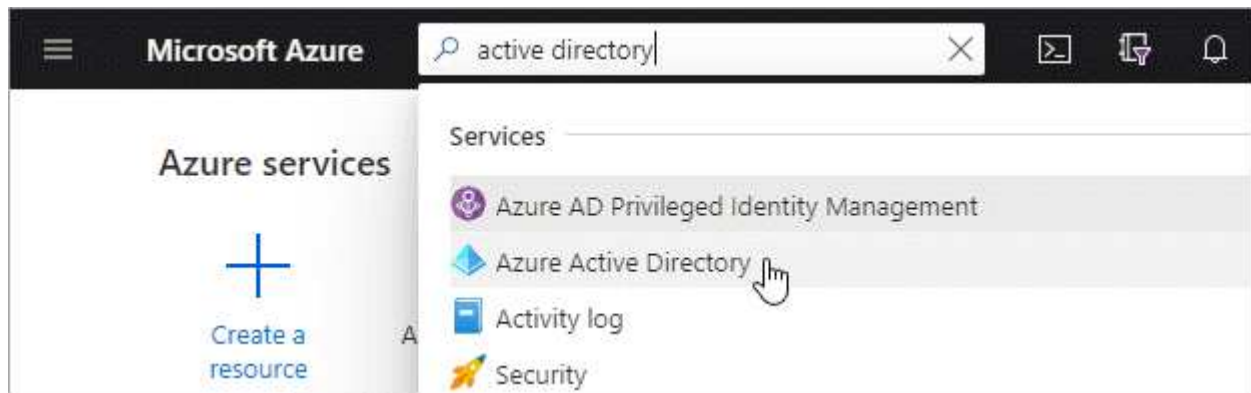 Microsoft Azure
active directory
Services
Azure services
Azure AD Privileged Identity Management
Azure Active Directory
Activity log
Security
Create a
resource
A